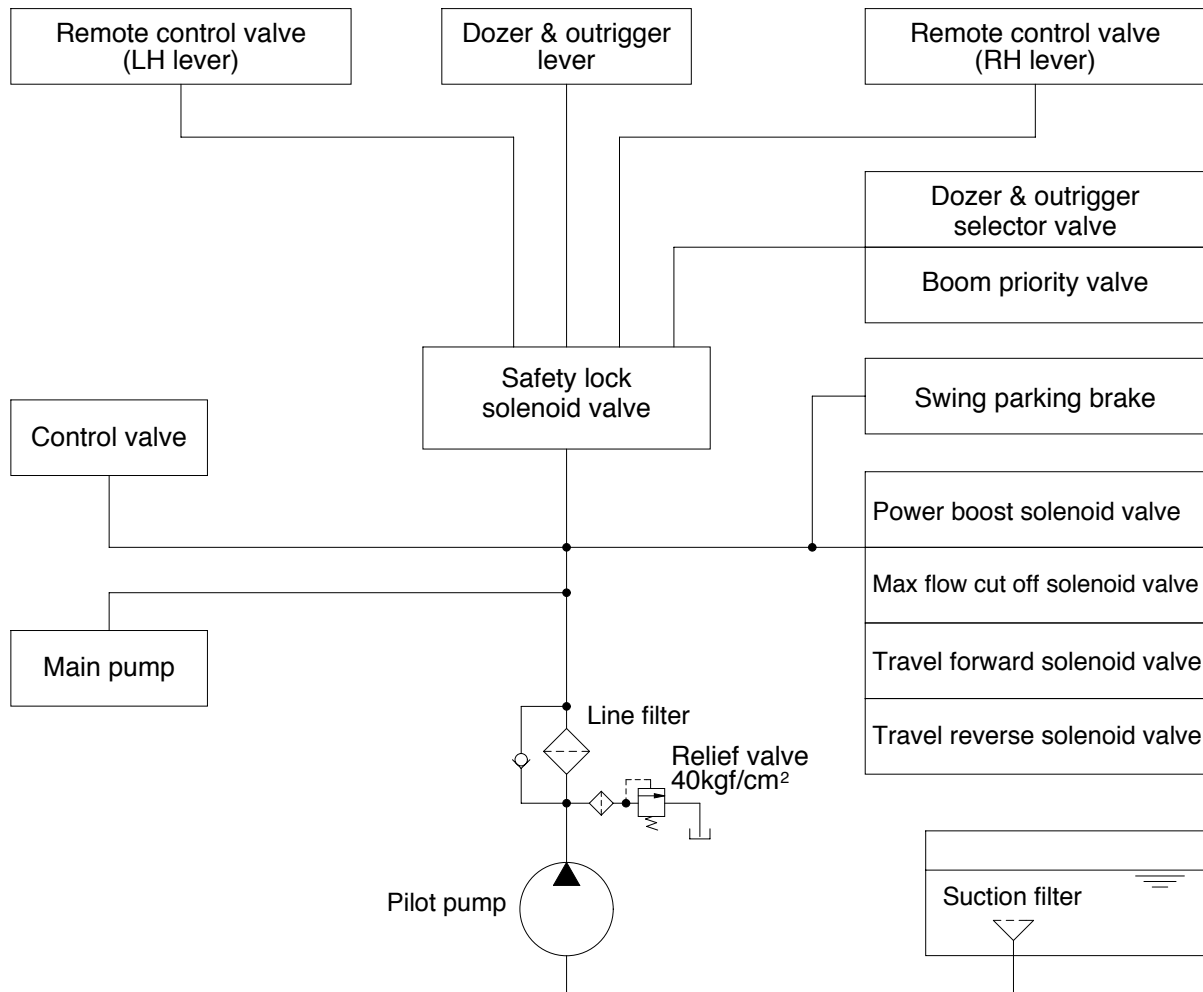 Remote control valve
(LH lever)
Dozer & outrigger
lever
Remote control valve
(RH lever)
Dozer & outrigger
selector valve
Boom priority valve
Safety lock
solenoid valve
Swing parking brake
Control valve
Power boost solenoid valve
Max flow cut off solenoid valve
Main pump
Travel forward solenoid valve
Line filter
Travel reverse solenoid valve
Relief valve
40kgf/cm²
Pilot pump
Suction filter